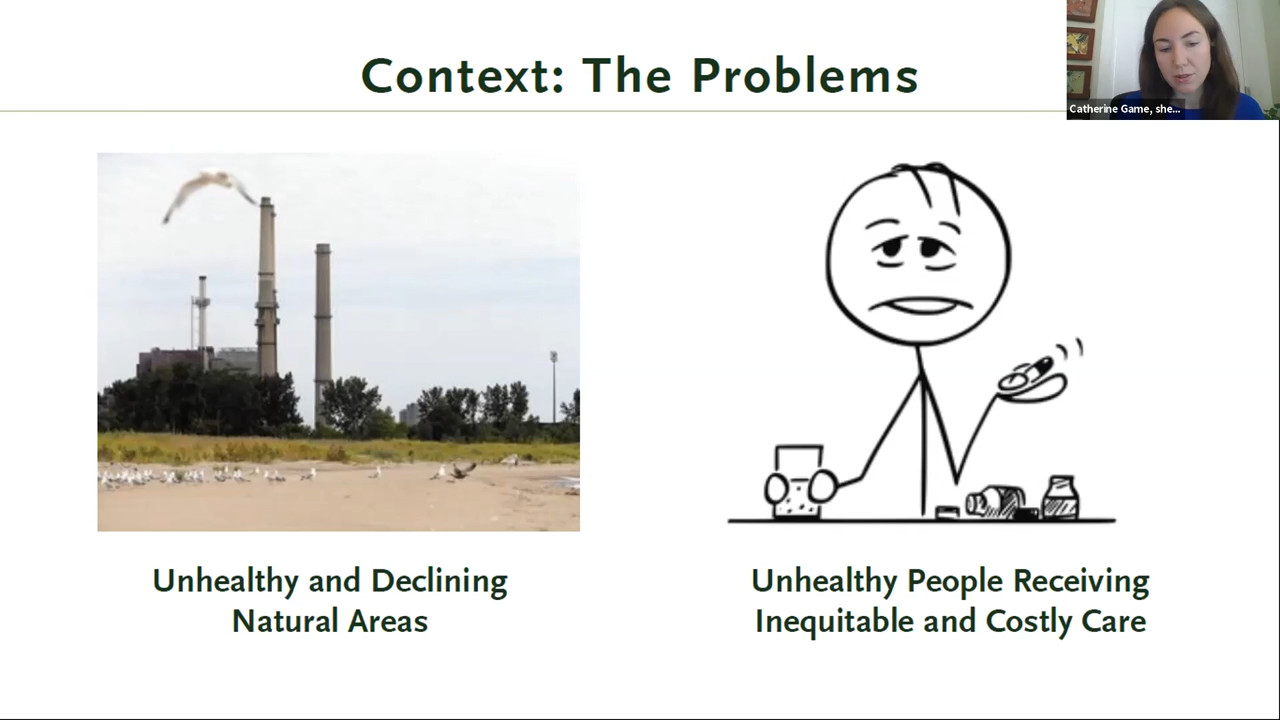 Context: The Problems
Catherine Game, she...
Unhealthy and Declining
Natural Areas
Unhealthy People Receiving
Inequitable and Costly Care